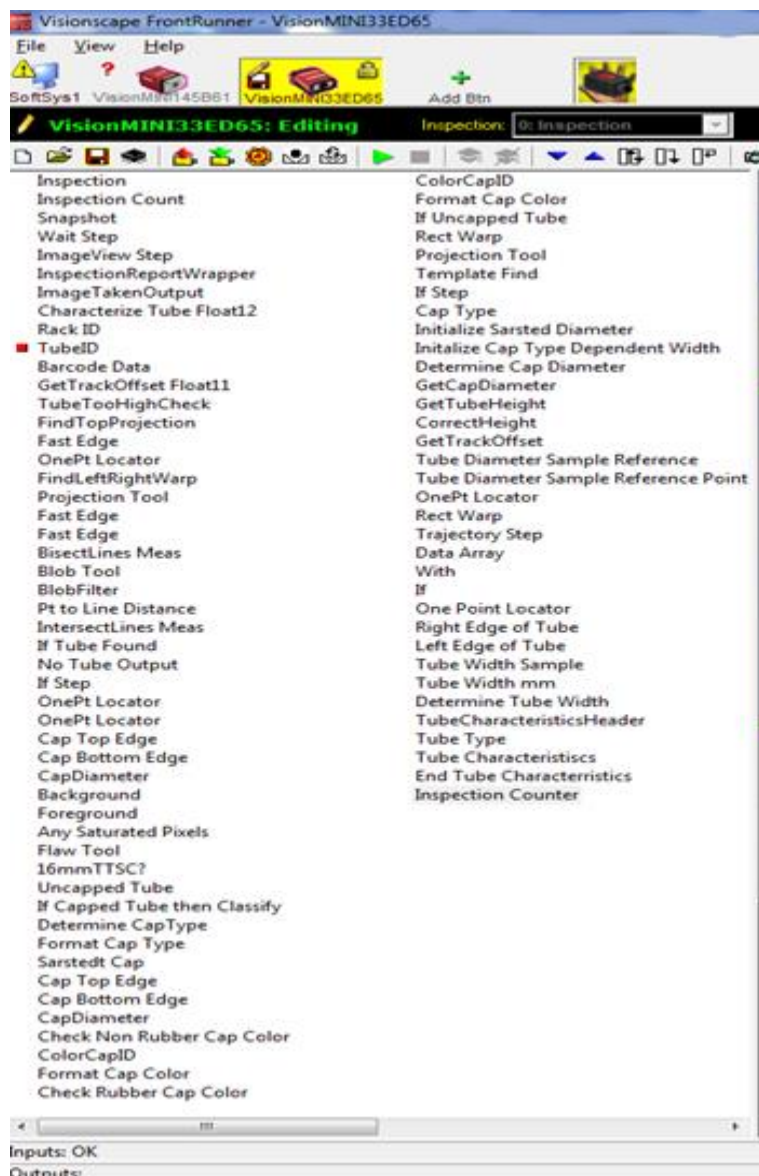 Visionscape FrontRunner - VisionMINI33ED65
File View Help
SoftSys1 VisionMINI145B61 VisionMINI33ED65 Add Btn
VisionMINI33ED65: Editing Inspection: 0: Inspection
Inspection
Inspection Count
Snapshot
Wait Step
ImageView Step
InspectionReportWrapper
ImageTakenOutput
Characterize Tube Float12
Rack ID
TubeID
Barcode Data
GetTrackOffset Float11
TubeTooHighCheck
FindTopProjection
Fast Edge
OnePt Locator
FindLeftRightWarp
Projection Tool
Fast Edge
Fast Edge
BisectLines Meas
Blob Tool
BlobFilter
Pt to Line Distance
IntersectLines Meas
If Tube Found
No Tube Output
If Step
OnePt Locator
OnePt Locator
Cap Top Edge
Cap Bottom Edge
CapDiameter
Background
Foreground
Any Saturated Pixels
Flaw Tool
16mmTTSC?
Uncapped Tube
If Capped Tube then Classify
Determine CapType
Format Cap Type
Sarstedt Cap
Cap Top Edge
Cap Bottom Edge
CapDiameter
Check Non Rubber Cap Color
ColorCapID
Format Cap Color
Check Rubber Cap Color
ColorCapID
Format Cap Color
If Uncapped Tube
Rect Warp
Projection Tool
Template Find
If Step
Cap Type
Initialize Sarsted Diameter
Initalize Cap Type Dependent Width
Determine Cap Diameter
GetCapDiameter
GetTubeHeight
CorrectHeight
GetTrackOffset
Tube Diameter Sample Reference
Tube Diameter Sample Reference Point
OnePt Locator
Rect Warp
Trajectory Step
Data Array
With
If
One Point Locator
Right Edge of Tube
Left Edge of Tube
Tube Width Sample
Tube Width mm
Determine Tube Width
TubeCharacteristicsHeader
Tube Type
Tube Characteristiscs
End Tube Characterristics
Inspection Counter
Inputs: OK
Outputs: